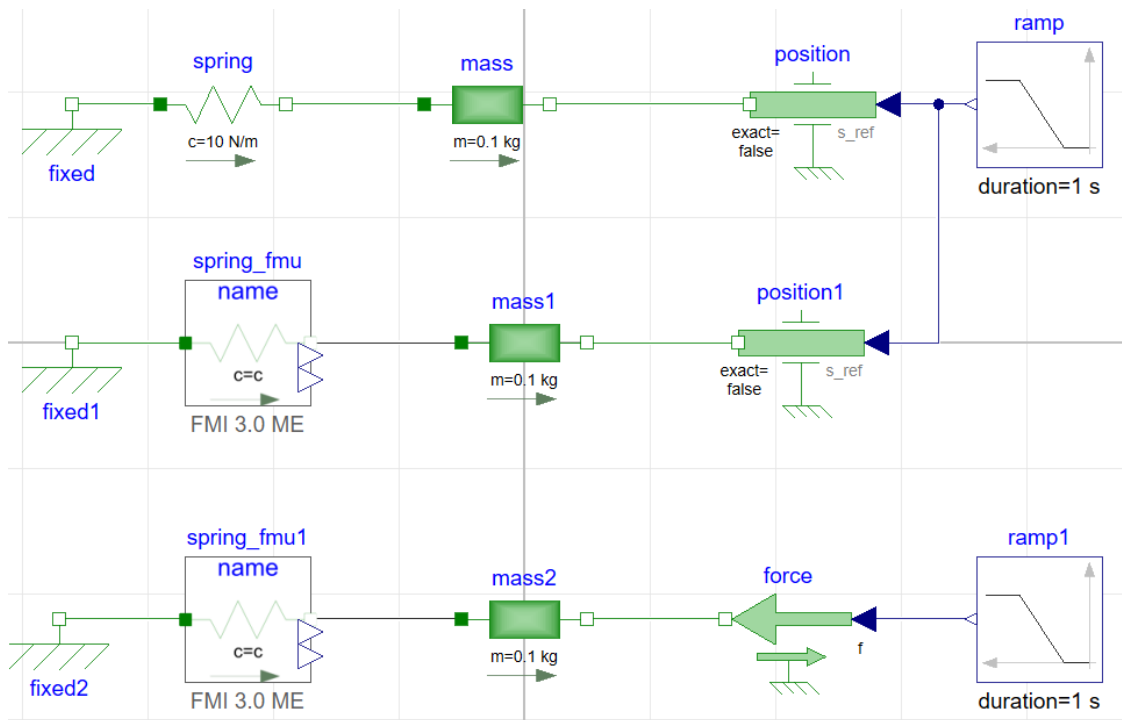 ramp
spring
mass
position
c=10 N/m
m=0.1 kg
exact=
false
s_ref
fixed
duration=1 s
spring_fmu
name
mass1
position1
c=c
m=0.1 kg
exact=
false
s_ref
fixed1
FMI 3.0 ME
spring_fmu1
name
mass2
force
ramp1
c=c
m=0.1 kg
f
fixed2
FMI 3.0 ME
duration=1 s